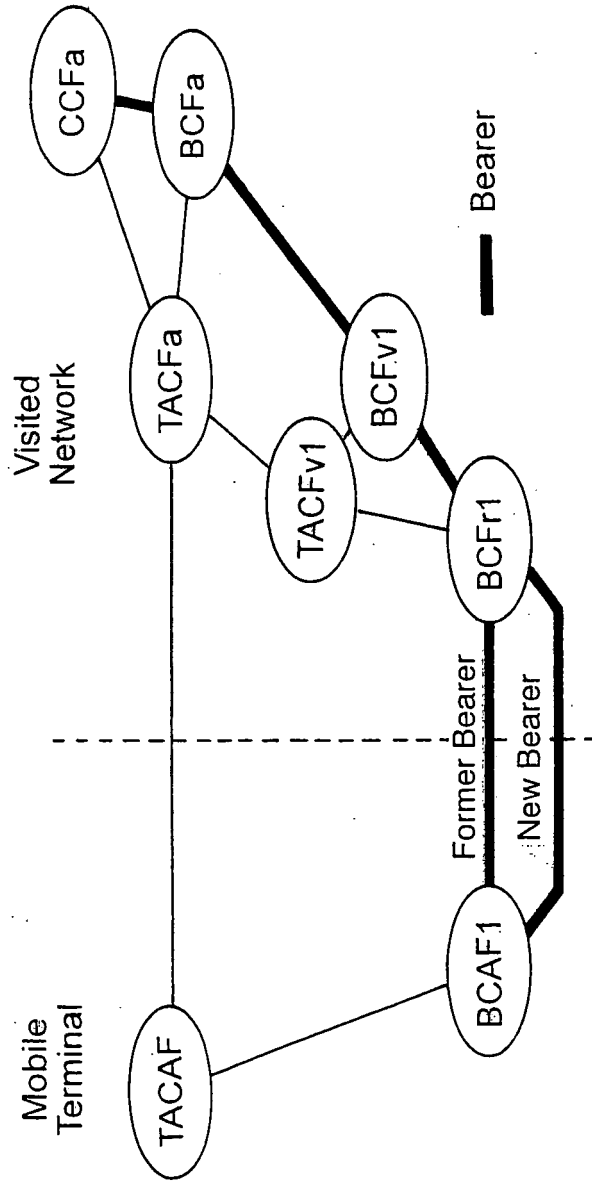 Mobile
Terminal
Visited
Network
TACAF
TACFa
CCFa
BCFa
TACFv1
BCFv1
BCAF1
Former Bearer
New Bearer
BCFr1
Bearer